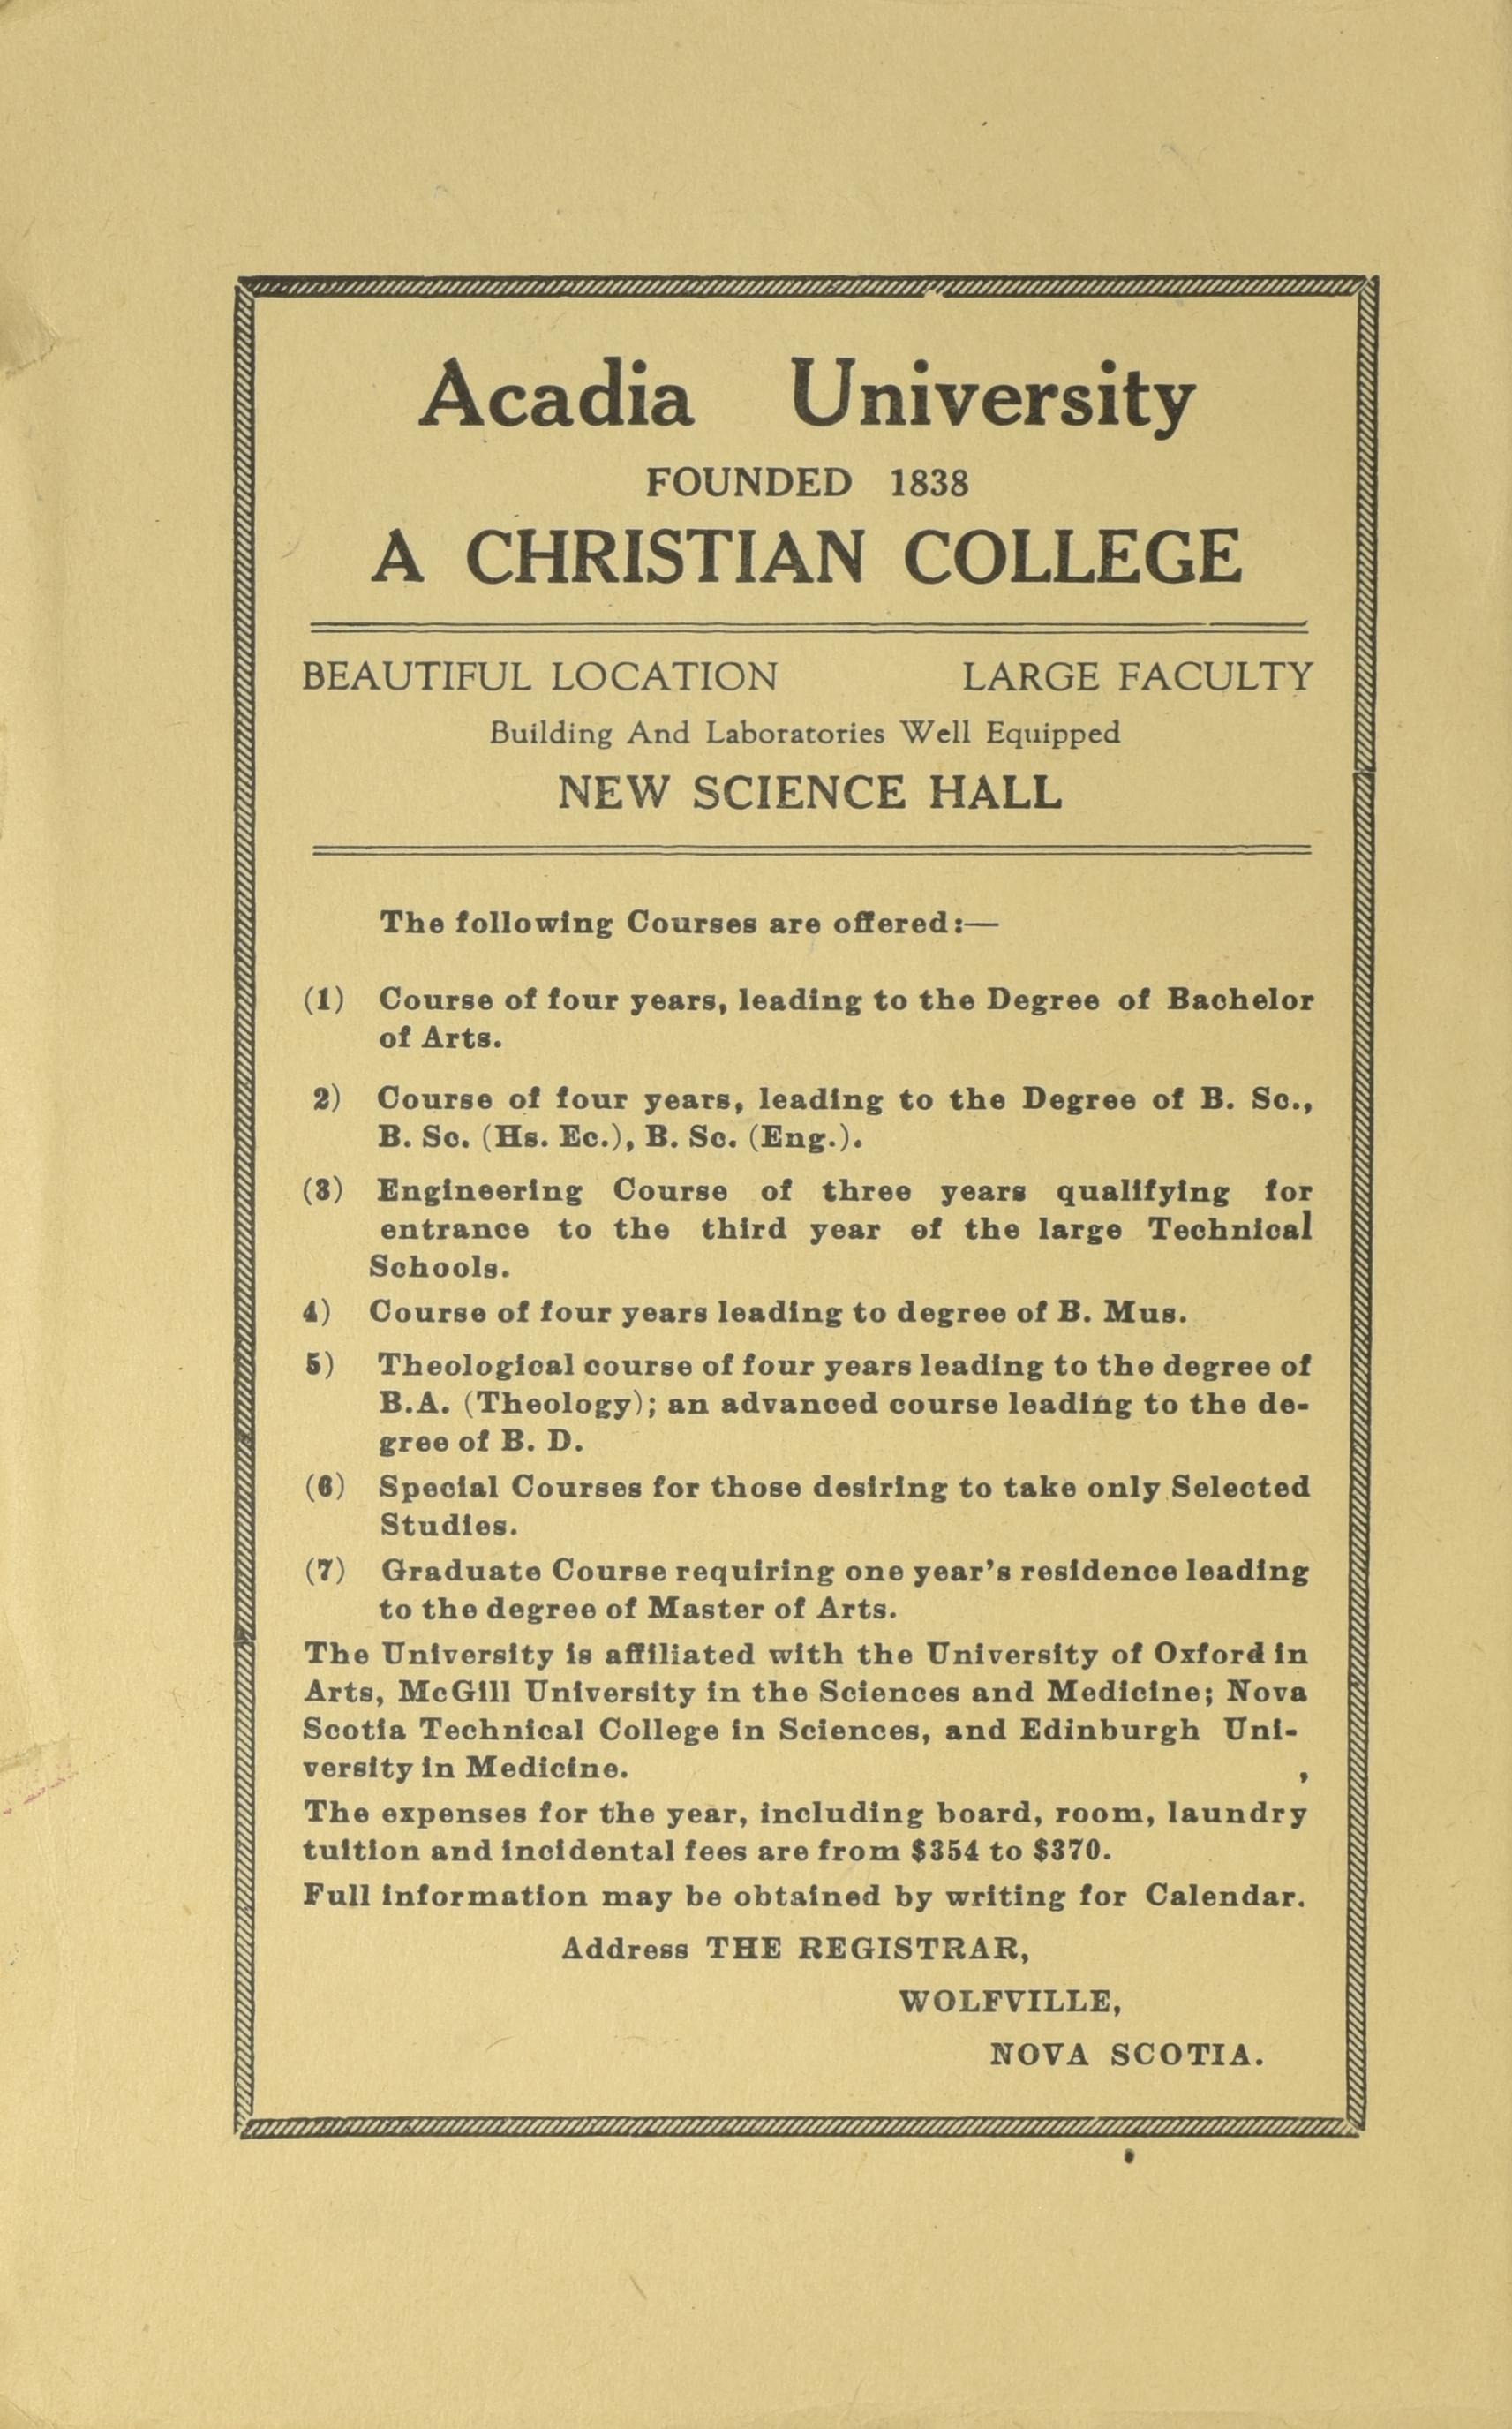 Acadia University
FOUNDED 1838
A CHRISTIAN COLLEGE
BEAUTIFUL LOCATION LARGE FACULTY
Building And Laboratories Well Equipped
NEW SCIENCE HALL
The following Courses are offered:—
(1) Course of four years, leading to the Degree of Bachelor
of Arts.
2) Course of four years, leading to the Degree of B. Sc.,
B. Sc. (Hs. Ec.), B. Sc. (Eng.).
(3) Engineering Course of three years qualifying for
entrance to the third year of the large Technical
Schools.
4) Course of four years leading to degree of B. Mus.
5) Theological course of four years leading to the degree of
B.A. (Theology); an advanced course leading to the de-
gree of B. D.
(6) Special Courses for those desiring to take only Selected
Studies.
(7) Graduate Course requiring one year's residence leading
to the degree of Master of Arts.
The University is affiliated with the University of Oxford in
Arts, McGill University in the Sciences and Medicine; Nova
Scotia Technical College in Sciences, and Edinburgh Uni-
versity in Medicine. ,
The expenses for the year, including board, room, laundry
tuition and incidental fees are from $354 to $370.
Full information may be obtained by writing for Calendar.
Address THE REGISTRAR,
WOLFVILLE,
NOVA SCOTIA.